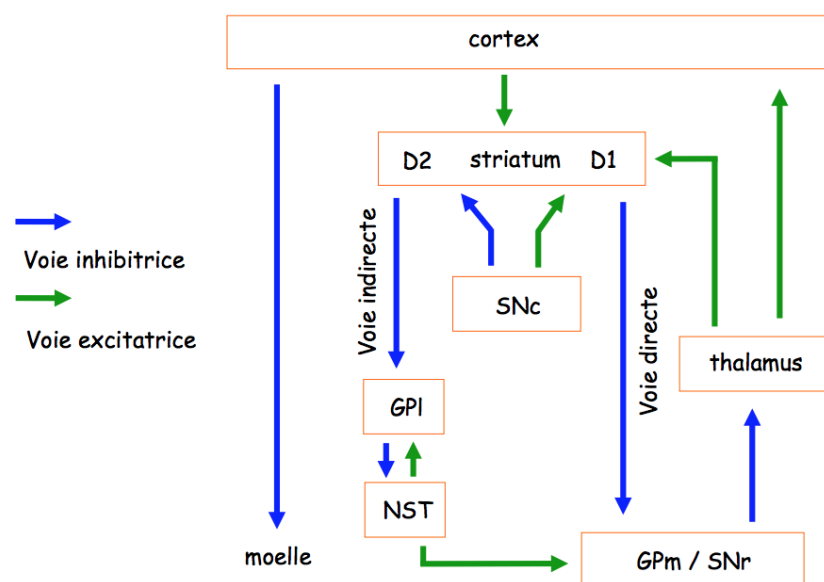 cortex
D2 striatum D1
Voie inhibitrice
Voie indirecte
SNc
Voie directe
Voie excitatrice
thalamus
GPl
NST
moelle
GPm / SNr